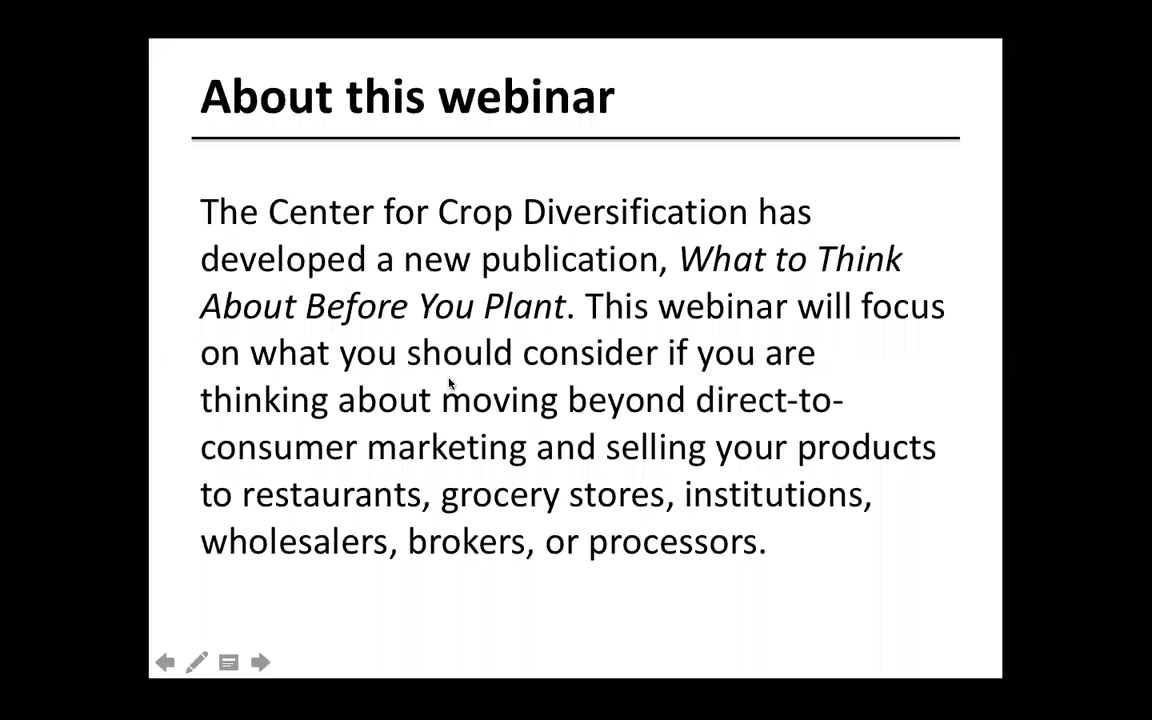 About this webinar
The Center for Crop Diversification has
developed a new publication, What to Think
About Before You Plant. This webinar will focus
on what you should consider if you are
thinking about moving beyond direct-to-
consumer marketing and selling your products
to restaurants, grocery stores, institutions,
wholesalers, brokers, or processors.